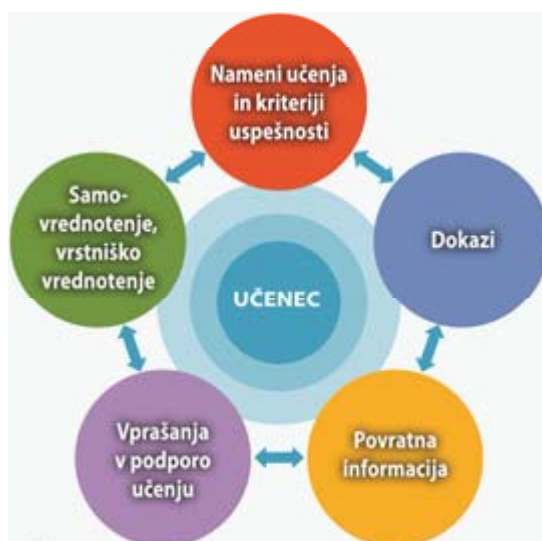 Nameni učenja
in kriteriji
uspešnosti
Samo-
vrednotenje,
vrstniško
vrednotenje
Dokazi
UČENEC
Vprašanja
v podporo
učenju
Povratna
informacija